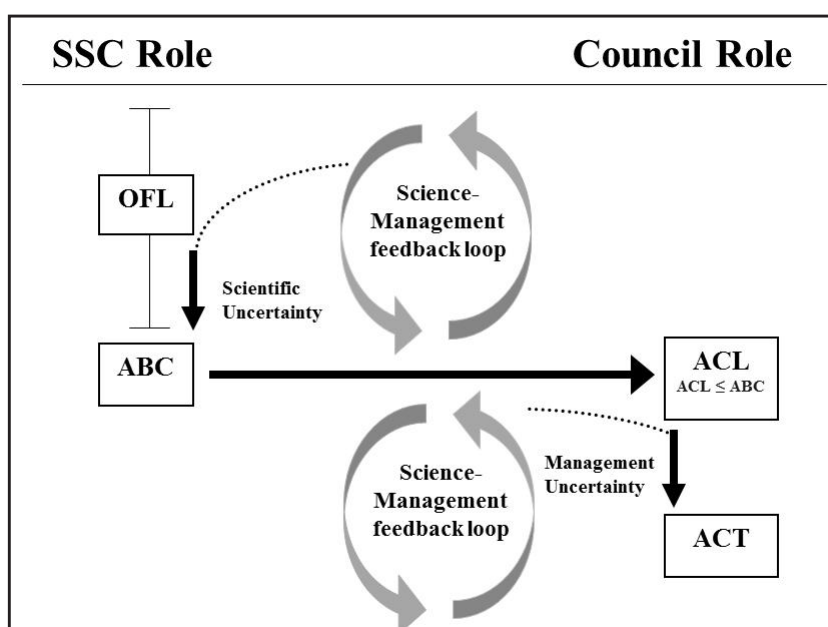 SSC Role
Council Role
OFL
Science-
Management
feedback loop
Scientific
Uncertainty
ABC
ACL
ACL ≤ ABC
Science-
Management
feedback loop
Management
Uncertainty
ACT